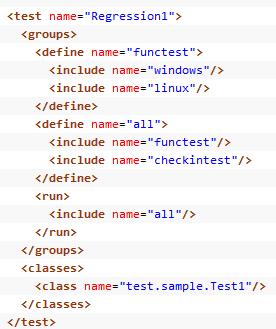 <test name="Regression1">
  <groups>
    <define name="functest">
      <include name="windows"/>
      <include name="linux"/>
    </define>
    <define name="all">
      <include name="functest"/>
      <include name="checkintest"/>
    </define>
    <run>
      <include name="all"/>
    </run>
  </groups>
  <classes>
    <class name="test.sample.Test1"/>
  </classes>
</test>